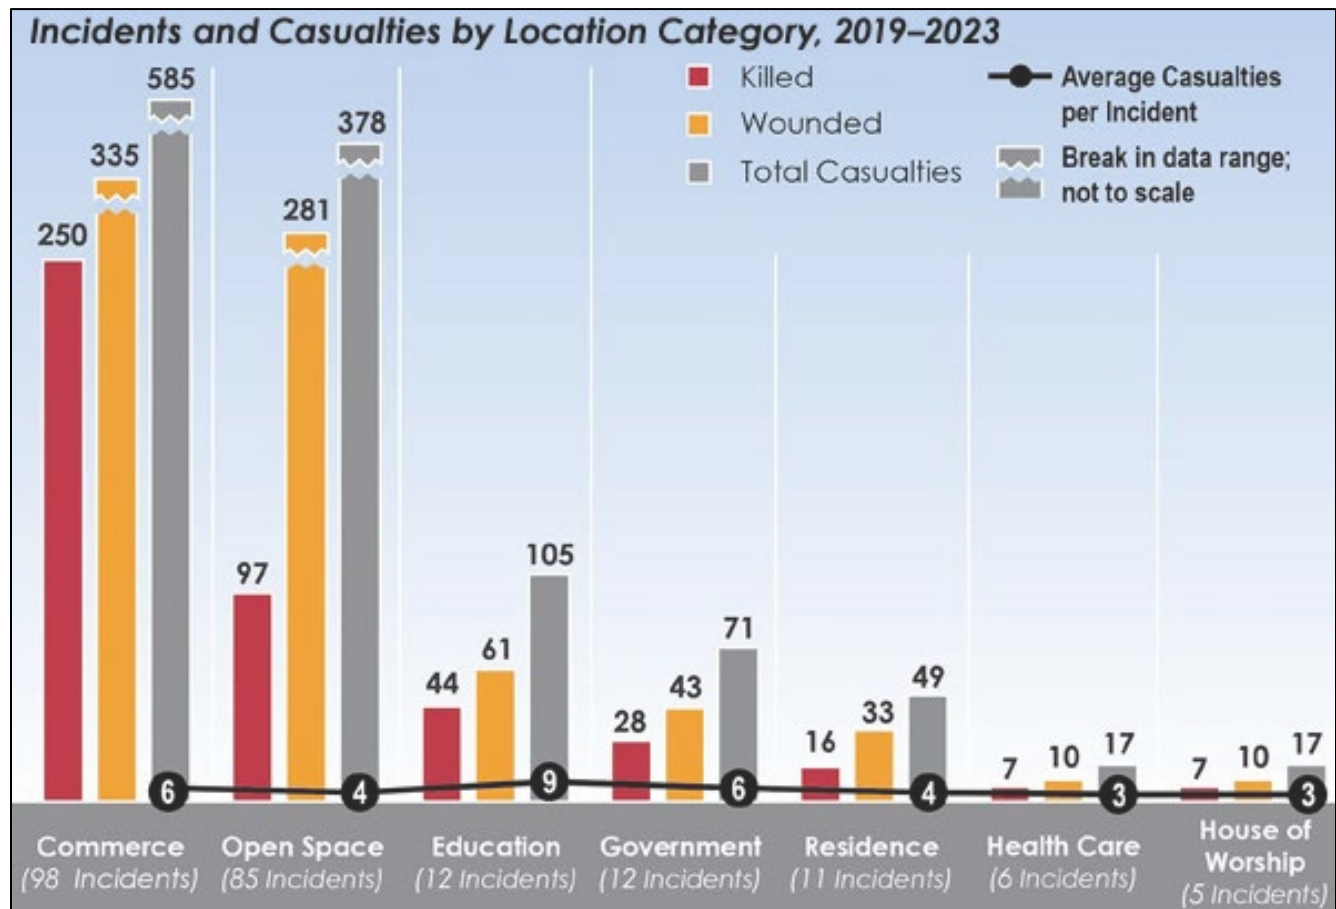 Incidents and Casualties by Location Category, 2019–2023
Killed
Wounded
Total Casualties
Average Casualties
per Incident
Break in data range;
not to scale
250
335
585
6
97
281
378
4
44
61
105
9
28
43
71
6
16
33
49
4
7
10
17
3
7
10
17
3
Commerce
(98 Incidents)
Open Space
(85 Incidents)
Education
(12 Incidents)
Government
(12 Incidents)
Residence
(11 Incidents)
Health Care
(6 Incidents)
House of
Worship
(5 Incidents)